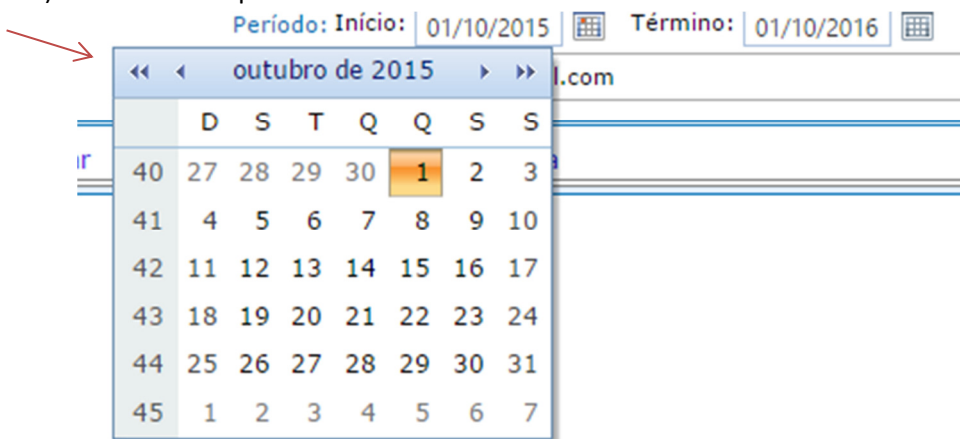 Período: Início: 01/10/2015 Término: 01/10/2016
outubro de 2015 l.com
D S T Q Q S S
r 40 27 28 29 30 1 2 3 a
41 4 5 6 7 8 9 10
42 11 12 13 14 15 16 17
43 18 19 20 21 22 23 24
44 25 26 27 28 29 30 31
45 1 2 3 4 5 6 7